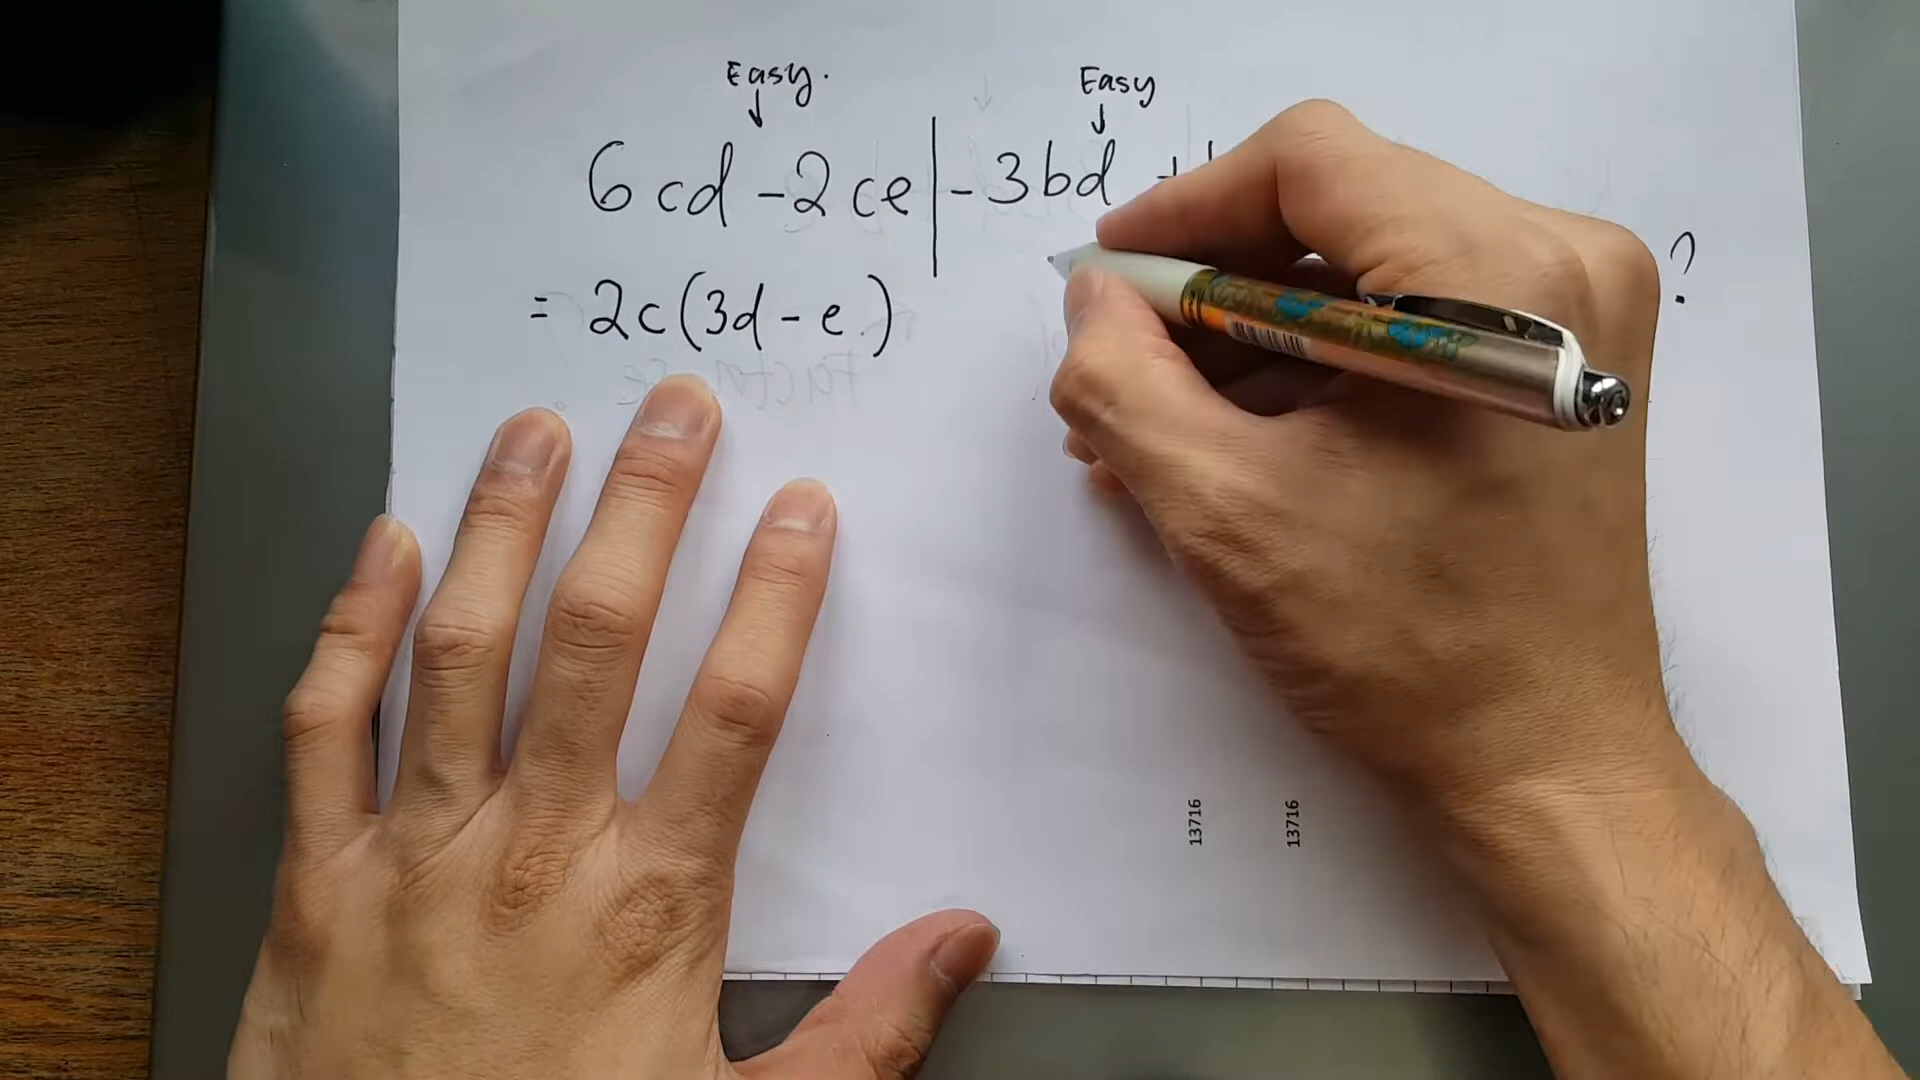 Easy. Easy
6cd - 2ce | - 3bd +
?
= 2c(3d - e)
13716 13716